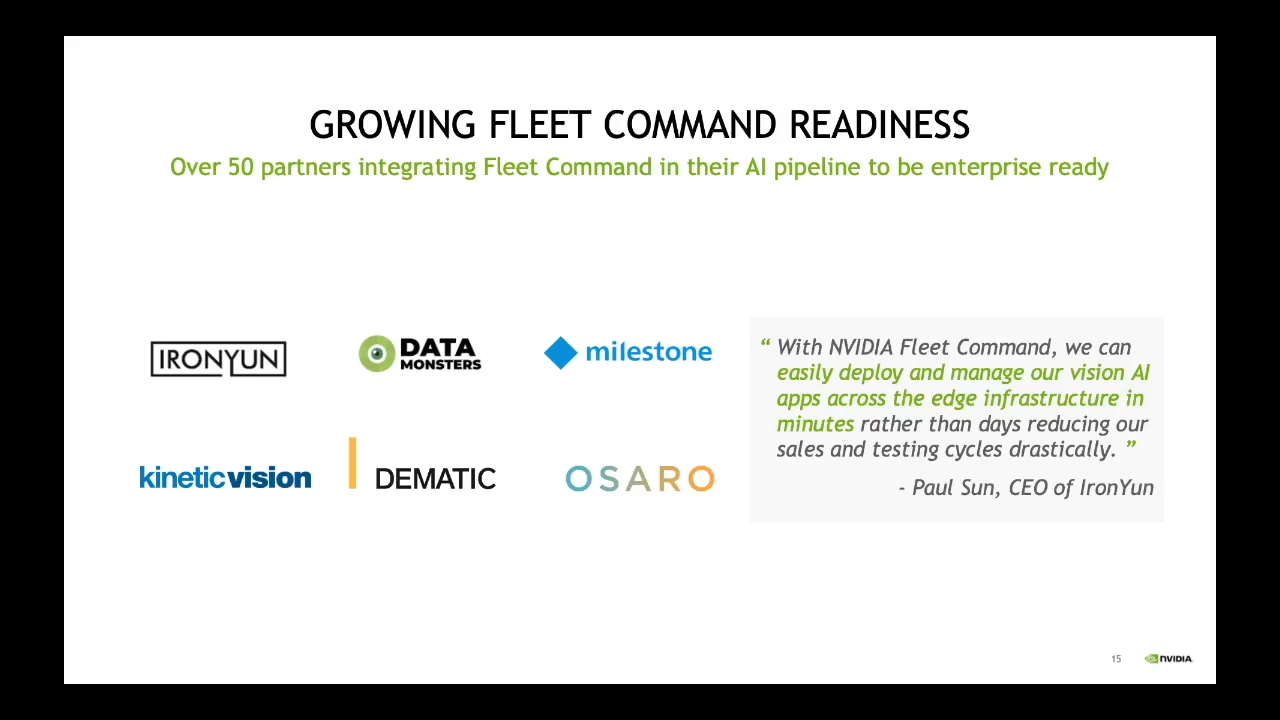 GROWING FLEET COMMAND READINESS
Over 50 partners integrating Fleet Command in their AI pipeline to be enterprise ready
IRONYUN
DATA
MONSTERS
milestone
kineticvision
DEMATIC
OSARO
“ With NVIDIA Fleet Command, we can
easily deploy and manage our vision AI
apps across the edge infrastructure in
minutes rather than days reducing our
sales and testing cycles drastically. ”
- Paul Sun, CEO of IronYun
15
NVIDIA.